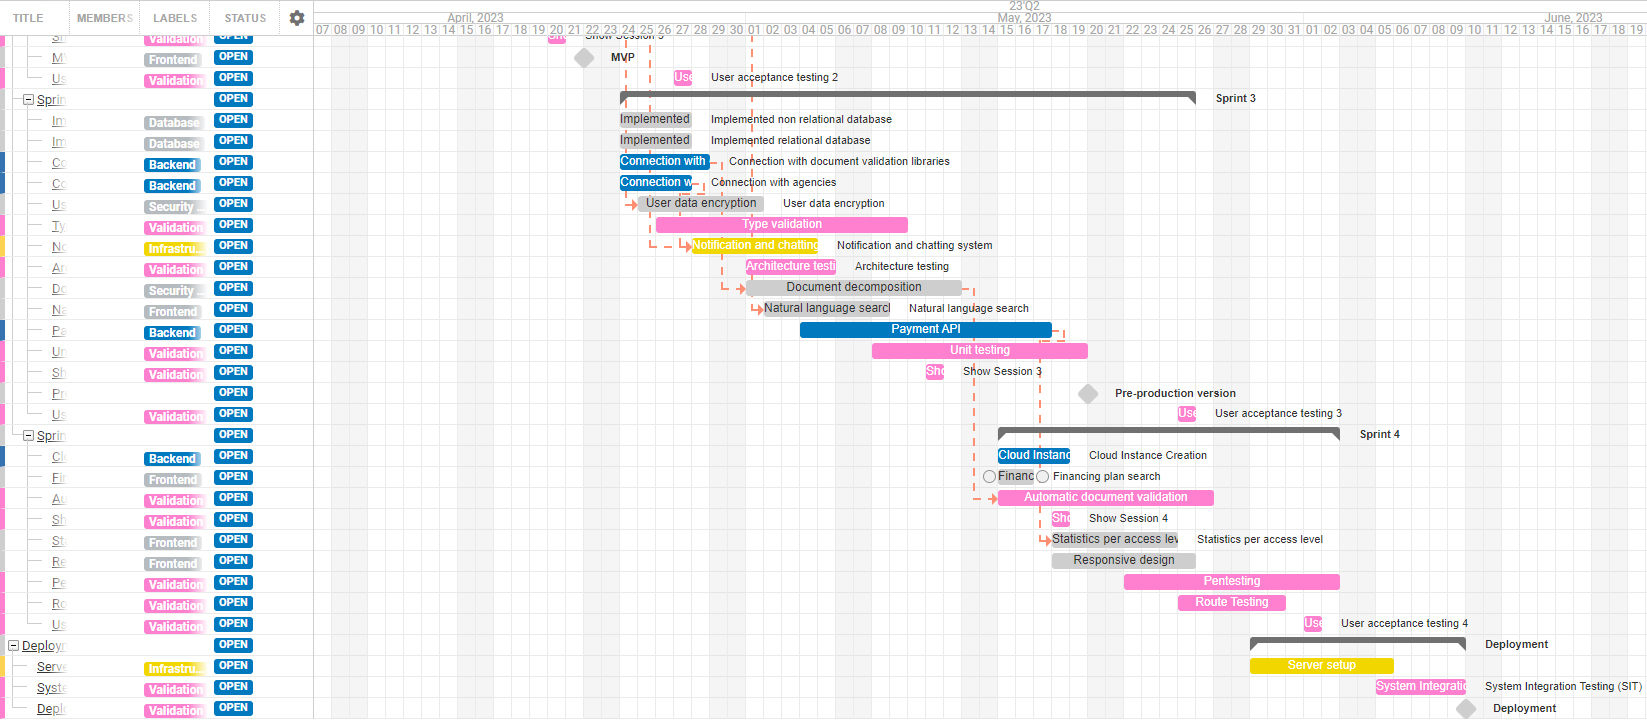 TITLE MEMBERS LABELS STATUS
23'Q2
April, 2023 May, 2023 June, 2023
07 08 09 10 11 12 13 14 15 16 17 18 19 20 21 22 23 24 25 26 27 28 29 30 01 02 03 04 05 06 07 08 09 10 11 12 13 14 15 16 17 18 19 20 21 22 23 24 25 26 27 28 29 30 31 01 02 03 04 05 06 07 08 09 10 11 12 13 14 15 16 17 18 19
Sh Validation OPEN Sho Show Session
M Frontend OPEN MVP
Us Validation OPEN Use User acceptance testing 2
Sprin OPEN Sprint 3
Im Database OPEN Implemented Implemented non relational database
Im Database OPEN Implemented Implemented relational database
Co Backend OPEN Connection with Connection with document validation libraries
Co Backend OPEN Connection w Connection with agencies
Us Security ... OPEN User data encryption User data encryption
Ty Validation OPEN Type validation
No Infrastru... OPEN Notification and chatting Notification and chatting system
Ar Validation OPEN Architecture testi Architecture testing
Do Security ... OPEN Document decomposition
Na Frontend OPEN Natural language search Natural language search
Pa Backend OPEN Payment API
Un Validation OPEN Unit testing
Sh Validation OPEN Sho Show Session 3
Pr OPEN Pre-production version
Us Validation OPEN Use User acceptance testing 3
Sprin OPEN Sprint 4
Cl Backend OPEN Cloud Instanc Cloud Instance Creation
Fin Frontend OPEN Financ Financing plan search
Au Validation OPEN Automatic document validation
Sh Validation OPEN Sho Show Session 4
St Frontend OPEN Statistics per access lev Statistics per access level
Re Frontend OPEN Responsive design
Pe Validation OPEN Pentesting
Ro Validation OPEN Route Testing
Us Validation OPEN Use User acceptance testing 4
Deploym OPEN Deployment
Serve Infrastru... OPEN Server setup
Syste Validation OPEN System Integratio System Integration Testing (SIT)
Depl Validation OPEN Deployment